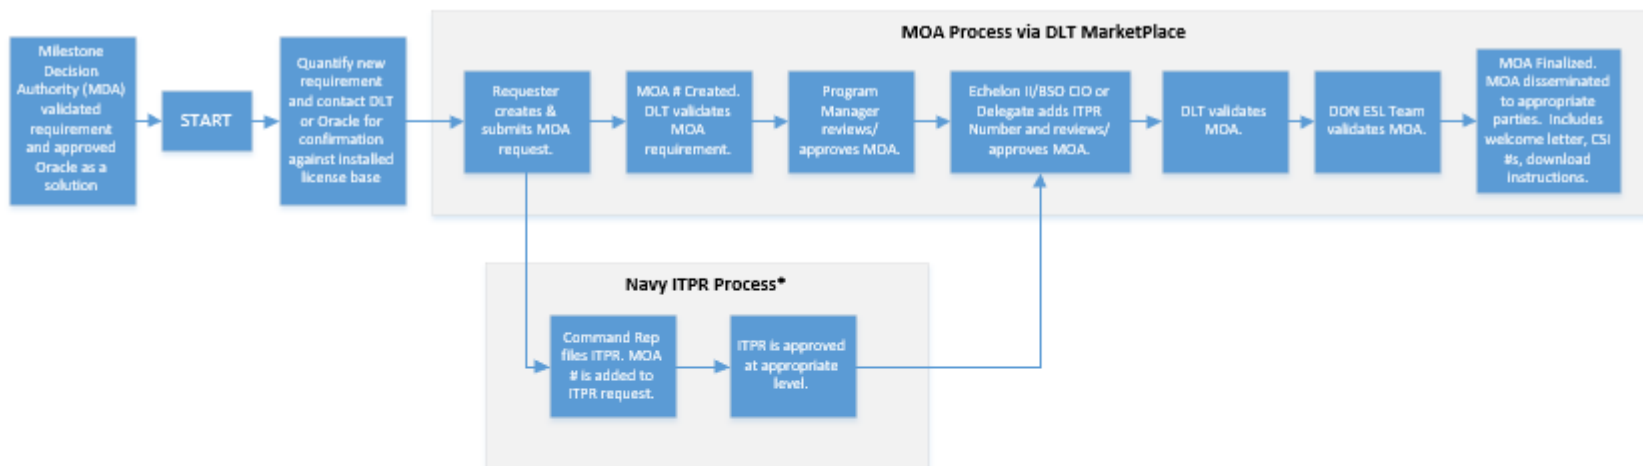 Milestone
Decision
Authority (MDA)
validated
requirement
and approved
Oracle as a
solution
START
Quantify new
requirement
and contact DLT
or Oracle for
confirmation
against installed
license base
MOA Process via DLT MarketPlace
Requester
creates &
submits MOA
request.
MOA # Created.
DLT validates
MOA
requirement.
Program
Manager
reviews/
approves MOA.
Echelon II/BSO CIO or
Delegate adds ITPR
Number and reviews/
approves MOA.
DLT validates
MOA.
DON ESL Team
validates MOA.
MOA Finalized.
MOA disseminated
to appropriate
parties.  Includes
welcome letter, CSI
#s, download
instructions.
Navy ITPR Process*
Command Rep
files ITPR. MOA
# is added to
ITPR request.
ITPR is approved
at appropriate
level.